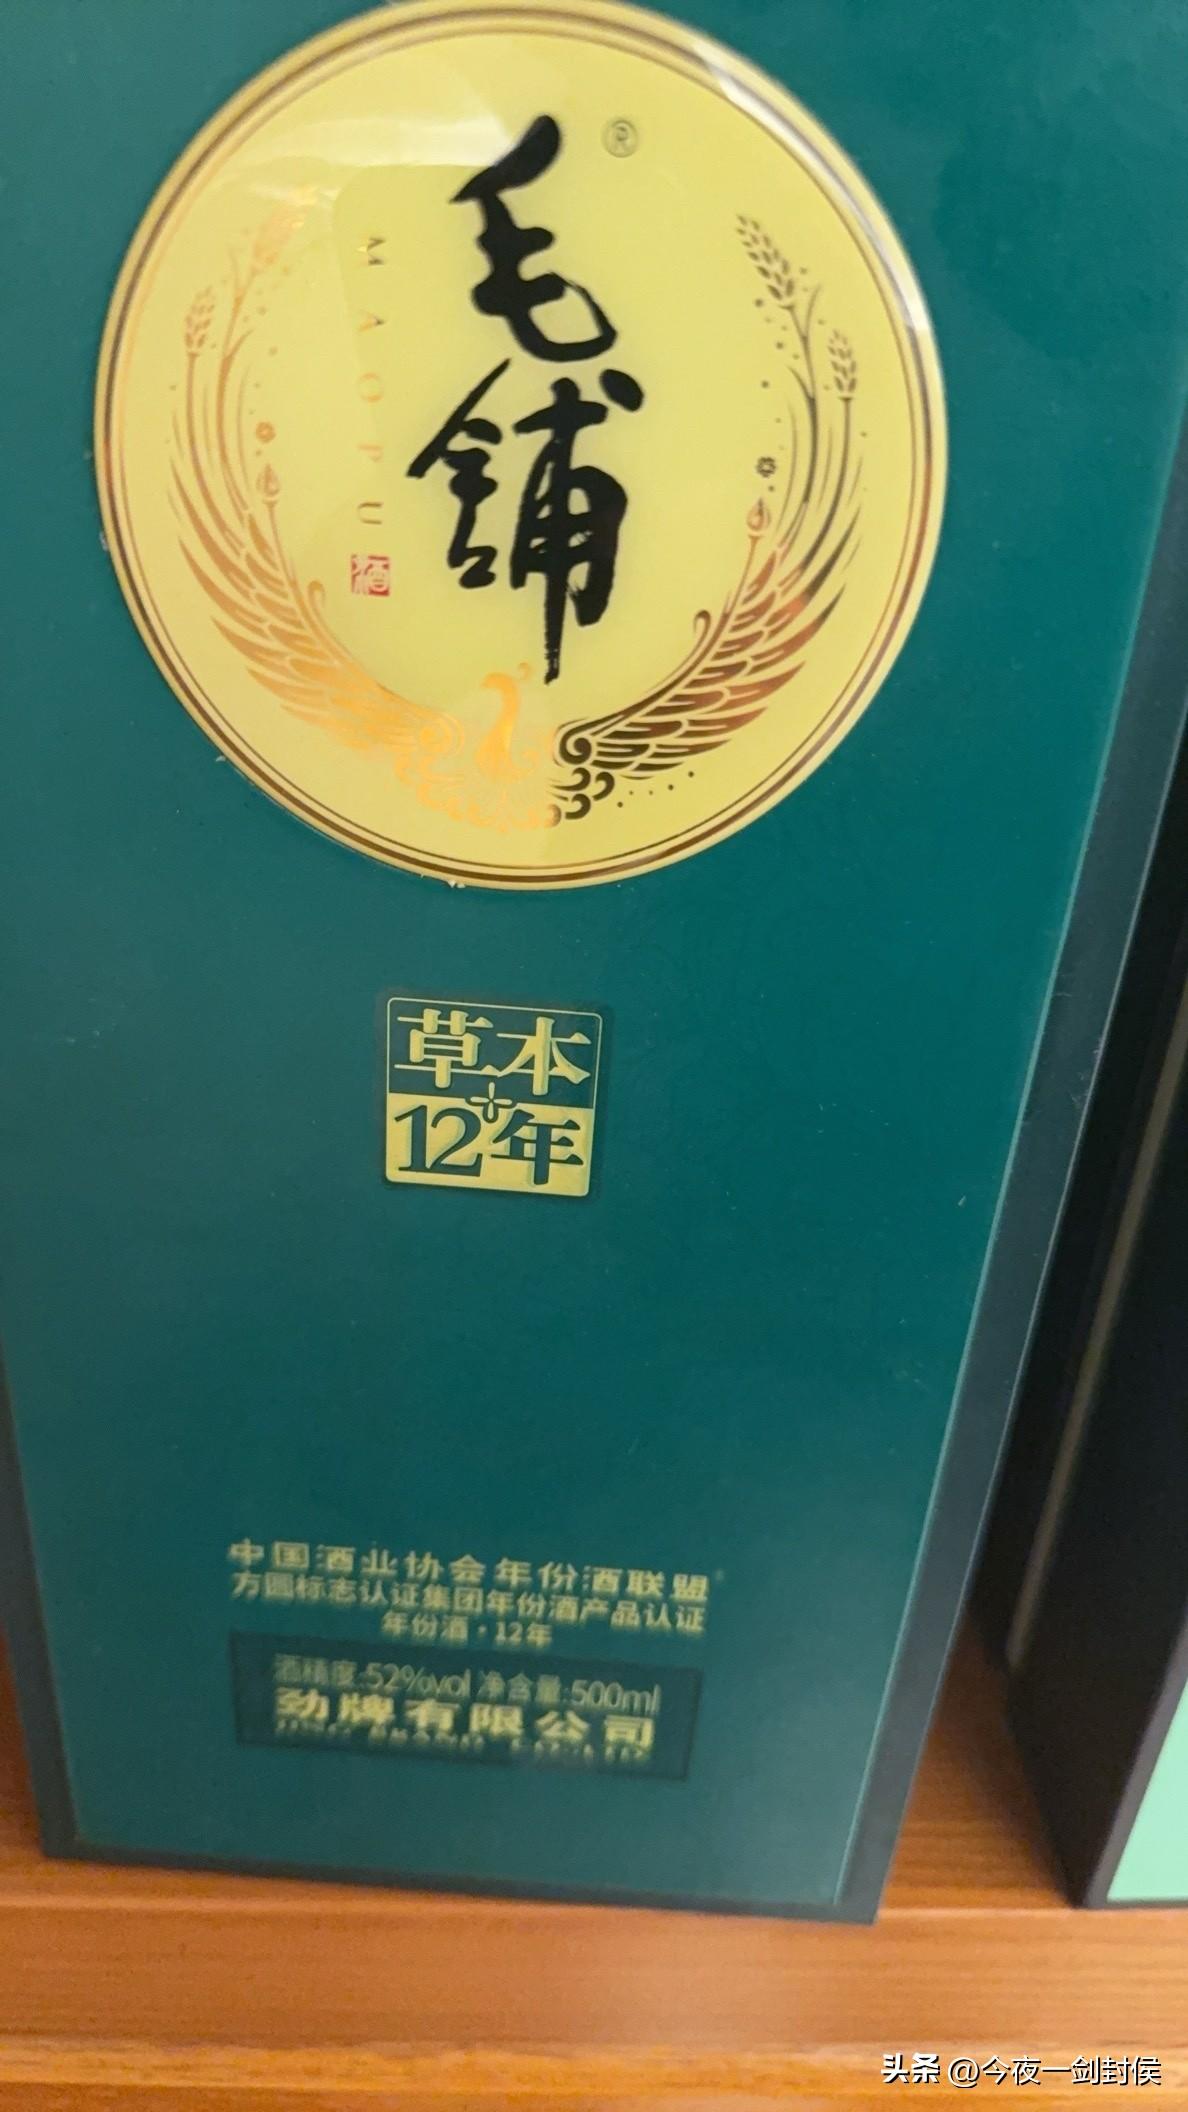 毛铺
®
MAOPU
酒
草本
12年
中国酒业协会年份酒联盟
方圆标志认证集团年份酒产品认证
年份酒·12年
酒精度:52%vol 净含量:500ml
劲牌有限公司
头条 @今夜一剑封侯